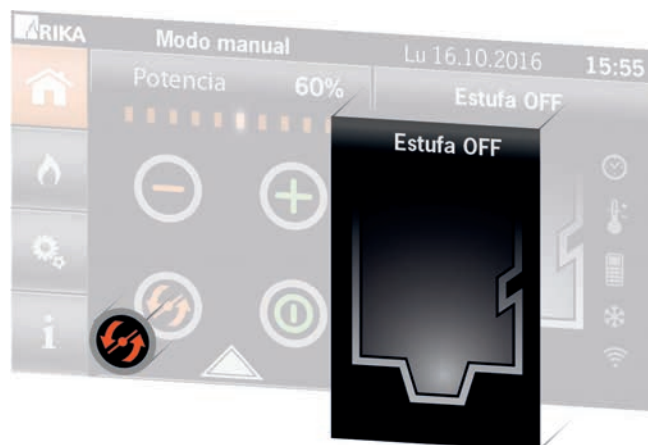 RIKA
Modo manual
Lu 16.10.2016
15:55
Potencia
60%
Estufa OFF
Estufa OFF